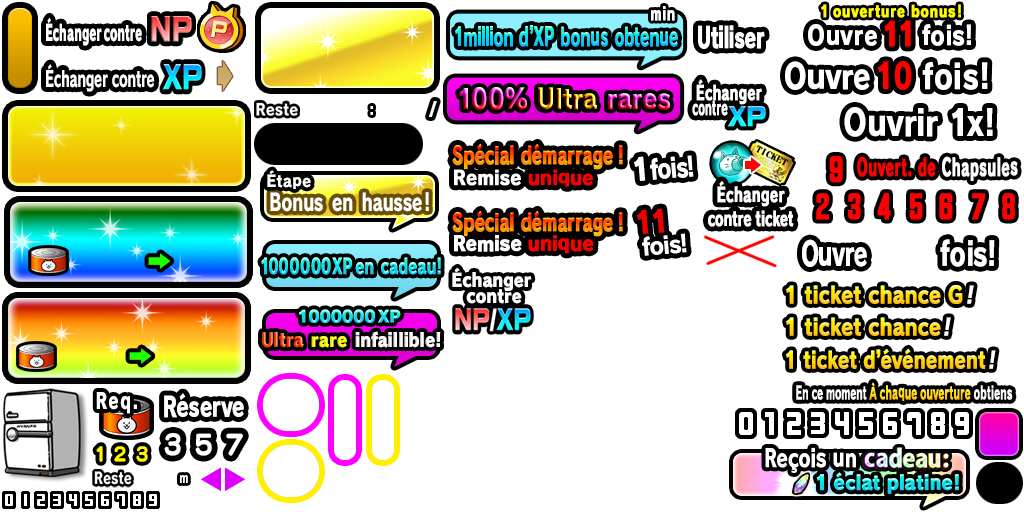 Échanger contre NP P
Échanger contre XP
Req.
1 2 3
Réserve
3 5 7
Reste m
0 1 2 3 4 5 6 7 8 9
Reste : /
Étape
Bonus en hausse!
1000000 XP en cadeau!
1000000 XP
Ultra rare infaillible!
min
1million d'XP bonus obtenue
100% Ultra rares
Spécial démarrage !
Remise unique
1 fois!
Spécial démarrage !
Remise unique
11
fois!
Échanger
contre
NP/XP
Utiliser
Échanger
contre XP
TICKET
Échanger
contre ticket
1 ouverture bonus!
Ouvre 11 fois!
Ouvre 10 fois!
Ouvrir 1x!
9 Ouvert. de Chapsules
2 3 4 5 6 7 8
Ouvre fois!
1 ticket chance G!
1 ticket chance!
1 ticket d'événement!
En ce moment À chaque ouverture obtiens
0 1 2 3 4 5 6 7 8 9
Reçois un cadeau:
1 éclat platine!